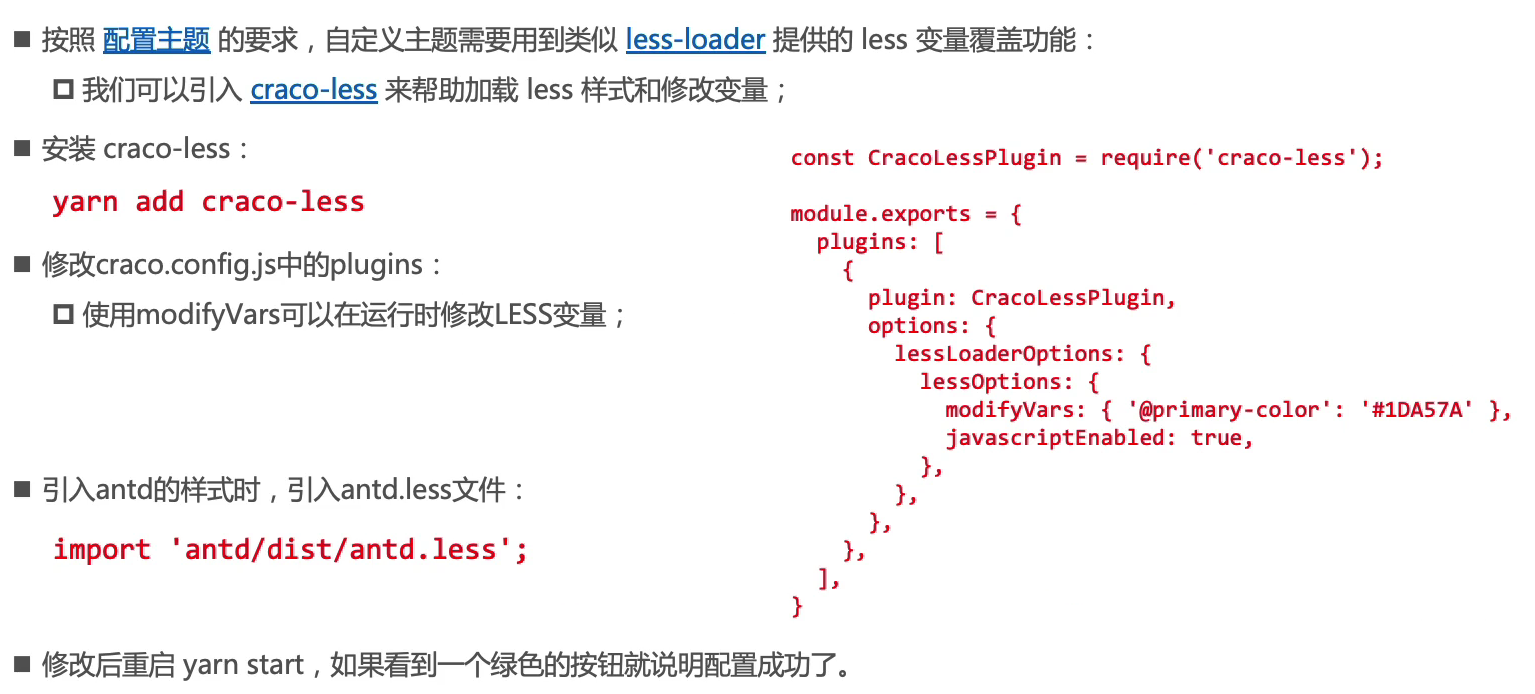 ■ 按照 配置主题 的要求，自定义主题需要用到类似 less-loader 提供的 less 变量覆盖功能：
我们可以引入 craco-less 来帮助加载 less 样式和修改变量；
■ 安装 craco-less：
yarn add craco-less
■ 修改craco.config.js中的plugins：
使用modifyVars可以在运行时修改LESS变量；
■ 引入antd的样式时，引入antd.less文件：
import 'antd/dist/antd.less';
const CracoLessPlugin = require('craco-less');
module.exports = {
  plugins: [
    {
      plugin: CracoLessPlugin,
      options: {
        lessLoaderOptions: {
          lessOptions: {
            modifyVars: { '@primary-color': '#1DA57A' },
            javascriptEnabled: true,
          },
        },
      },
    },
  ],
}
■ 修改后重启 yarn start，如果看到一个绿色的按钮就说明配置成功了。